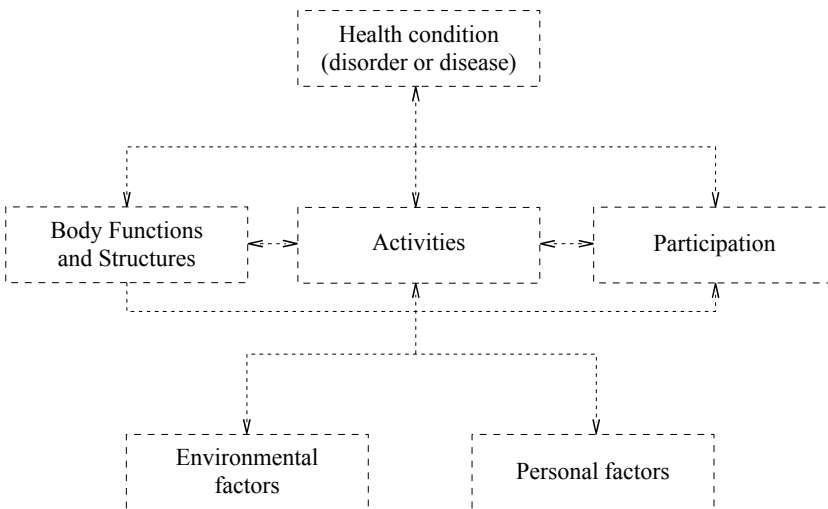 Health condition
(disorder or disease)
Body Functions
and Structures
Activities
Participation
Environmental
factors
Personal factors